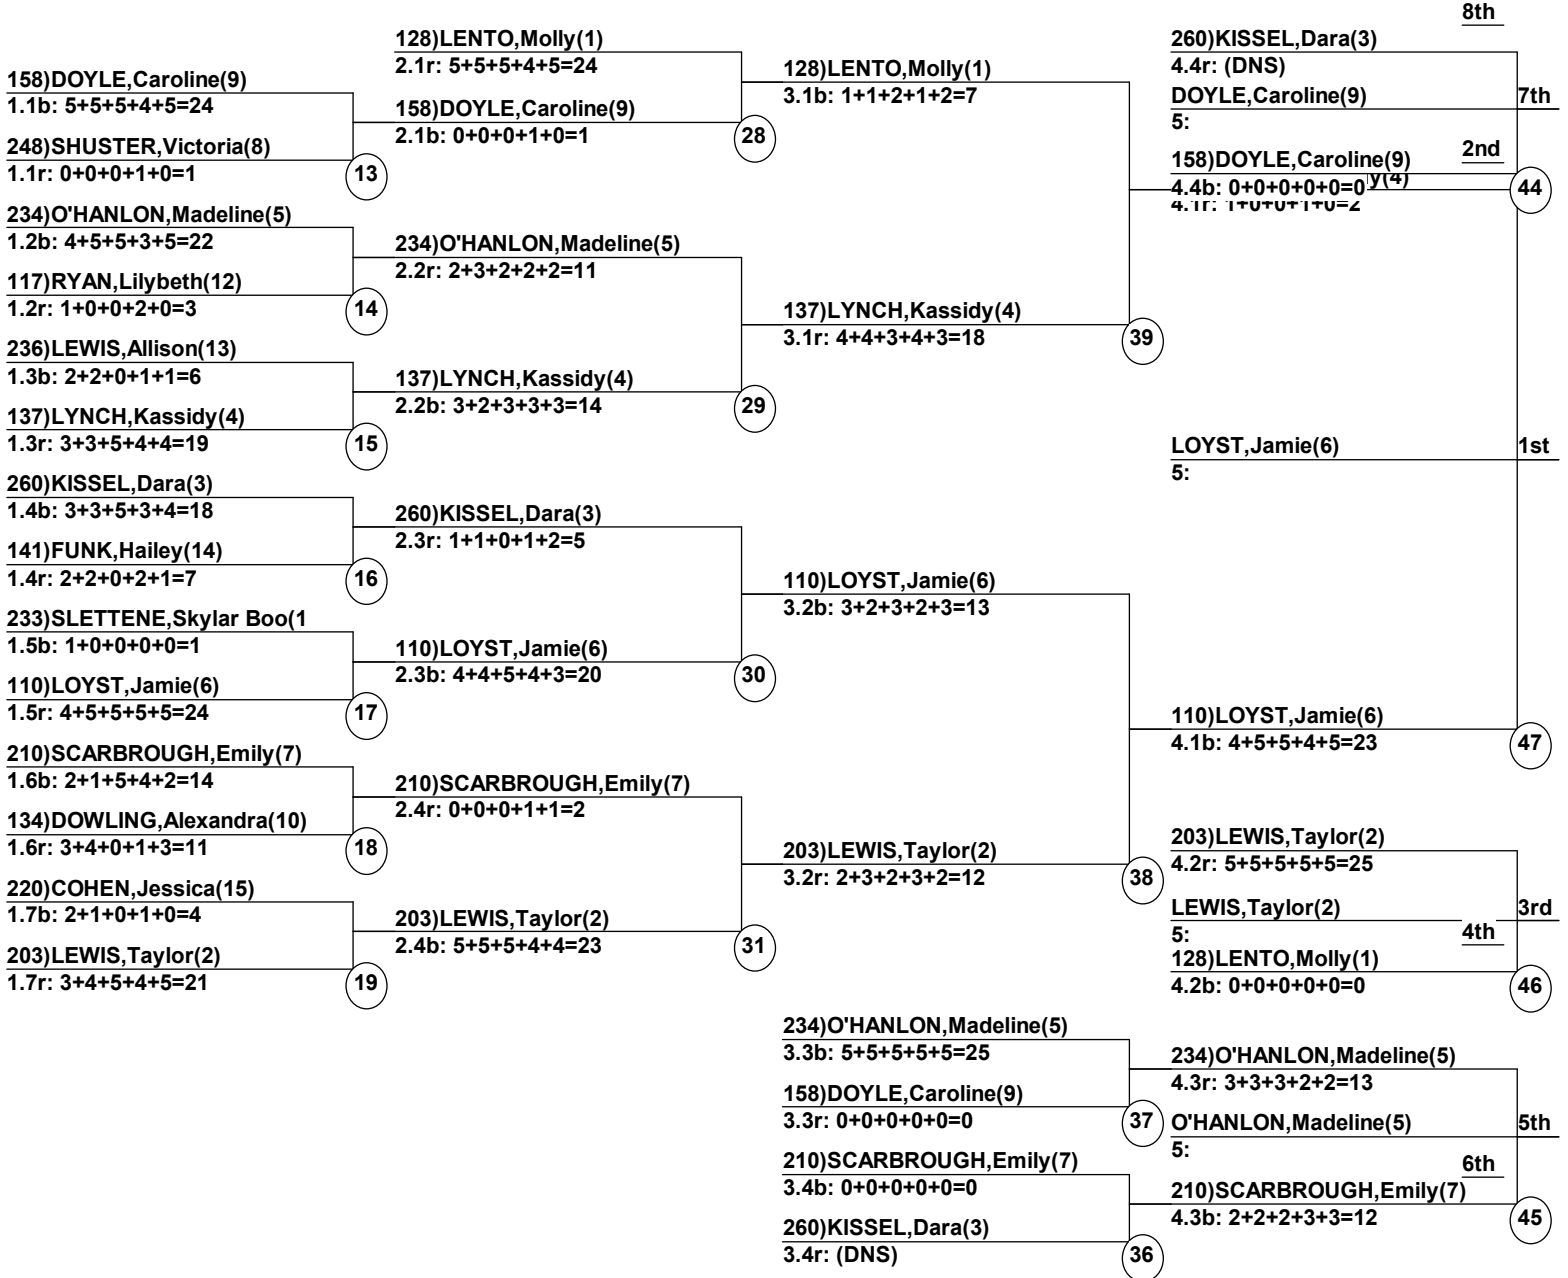 158)DOYLE,Caroline(9)
1.1b: 5+5+5+4+5=24
248)SHUSTER,Victoria(8)
1.1r: 0+0+0+1+0=1
13
234)O'HANLON,Madeline(5)
1.2b: 4+5+5+3+5=22
117)RYAN,Lilybeth(12)
1.2r: 1+0+0+2+0=3
14
236)LEWIS,Allison(13)
1.3b: 2+2+0+1+1=6
137)LYNCH,Kassidy(4)
1.3r: 3+3+5+4+4=19
15
260)KISSEL,Dara(3)
1.4b: 3+3+5+3+4=18
141)FUNK,Hailey(14)
1.4r: 2+2+0+2+1=7
16
233)SLETTENE,Skylar Boo(1
1.5b: 1+0+0+0+0=1
110)LOYST,Jamie(6)
1.5r: 4+5+5+5+5=24
17
210)SCARBROUGH,Emily(7)
1.6b: 2+1+5+4+2=14
134)DOWLING,Alexandra(10)
1.6r: 3+4+0+1+3=11
18
220)COHEN,Jessica(15)
1.7b: 2+1+0+1+0=4
203)LEWIS,Taylor(2)
1.7r: 3+4+5+4+5=21
19
128)LENTO,Molly(1)
2.1r: 5+5+5+4+5=24
158)DOYLE,Caroline(9)
2.1b: 0+0+0+1+0=1
28
234)O'HANLON,Madeline(5)
2.2r: 2+3+2+2+2=11
137)LYNCH,Kassidy(4)
2.2b: 3+2+3+3+3=14
29
260)KISSEL,Dara(3)
2.3r: 1+1+0+1+2=5
110)LOYST,Jamie(6)
2.3b: 4+4+5+4+3=20
30
210)SCARBROUGH,Emily(7)
2.4r: 0+0+0+1+1=2
203)LEWIS,Taylor(2)
2.4b: 5+5+5+4+4=23
31
128)LENTO,Molly(1)
3.1b: 1+1+2+1+2=7
137)LYNCH,Kassidy(4)
3.1r: 4+4+3+4+3=18
39
110)LOYST,Jamie(6)
3.2b: 3+2+3+2+3=13
203)LEWIS,Taylor(2)
3.2r: 2+3+2+3+2=12
38
234)O'HANLON,Madeline(5)
3.3b: 5+5+5+5+5=25
158)DOYLE,Caroline(9)
3.3r: 0+0+0+0+0=0
37
210)SCARBROUGH,Emily(7)
3.4b: 0+0+0+0+0=0
260)KISSEL,Dara(3)
3.4r: (DNS)
36
8th
260)KISSEL,Dara(3)
4.4r: (DNS)
DOYLE,Caroline(9) 7th
5:
2nd
158)DOYLE,Caroline(9)
4.4b: 0+0+0+0+0=0 y(4)
44
4.1r: 1+0+0+1+0=2
LOYST,Jamie(6) 1st
5:
110)LOYST,Jamie(6)
4.1b: 4+5+5+4+5=23
47
203)LEWIS,Taylor(2)
4.2r: 5+5+5+5+5=25
LEWIS,Taylor(2) 3rd
5:
4th
128)LENTO,Molly(1)
4.2b: 0+0+0+0+0=0
46
234)O'HANLON,Madeline(5)
4.3r: 3+3+3+2+2=13
O'HANLON,Madeline(5) 5th
5:
6th
210)SCARBROUGH,Emily(7)
4.3b: 2+2+2+3+3=12
45